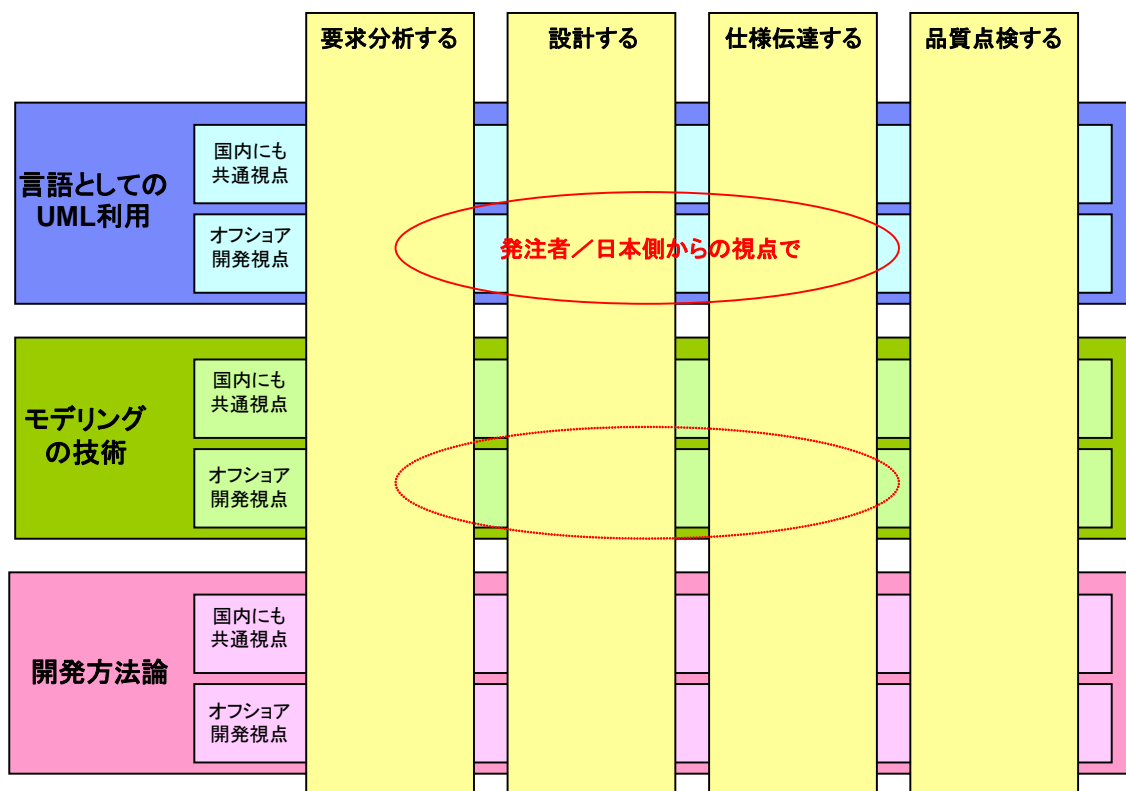 要求分析する
設計する
仕様伝達する
品質点検する
言語としての
UML利用
国内にも
共通視点
オフショア
開発視点
発注者／日本側からの視点で
モデリング
の技術
国内にも
共通視点
オフショア
開発視点
開発方法論
国内にも
共通視点
オフショア
開発視点